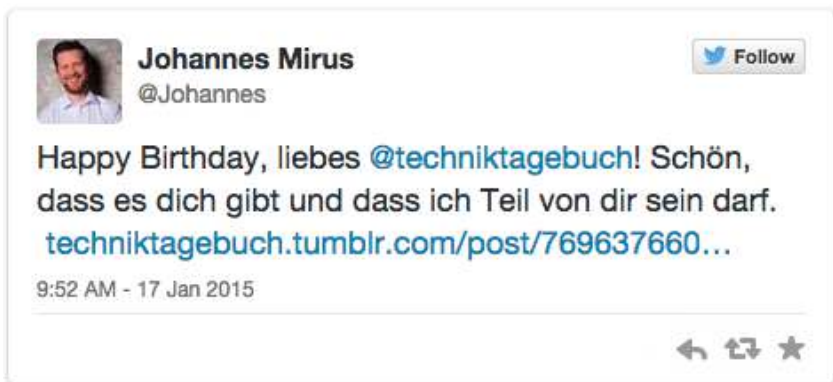 Johannes Mirus
Follow
@Johannes
Happy Birthday, liebes @techniktagebuch! Schön,
dass es dich gibt und dass ich Teil von dir sein darf.
techniktagebuch.tumblr.com/post/769637660...
9:52 AM - 17 Jan 2015